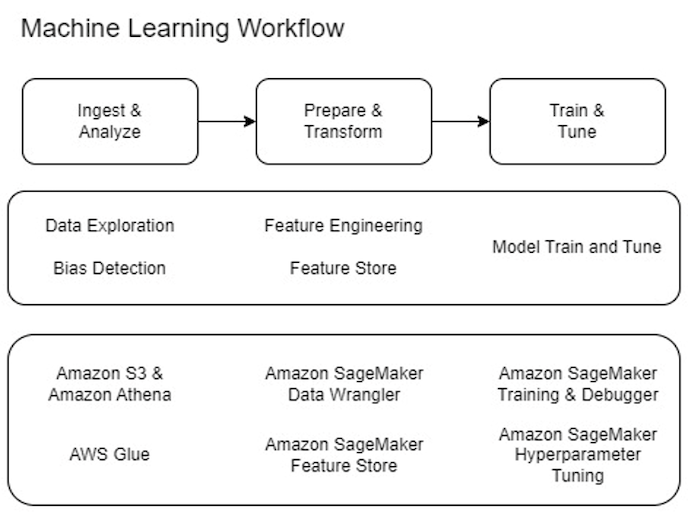 Machine Learning Workflow
Ingest &
Analyze
Prepare &
Transform
Train &
Tune
Data Exploration
Bias Detection
Feature Engineering
Feature Store
Model Train and Tune
Amazon S3 &
Amazon Athena
AWS Glue
Amazon SageMaker
Data Wrangler
Amazon SageMaker
Feature Store
Amazon SageMaker
Training & Debugger
Amazon SageMaker
Hyperparameter
Tuning